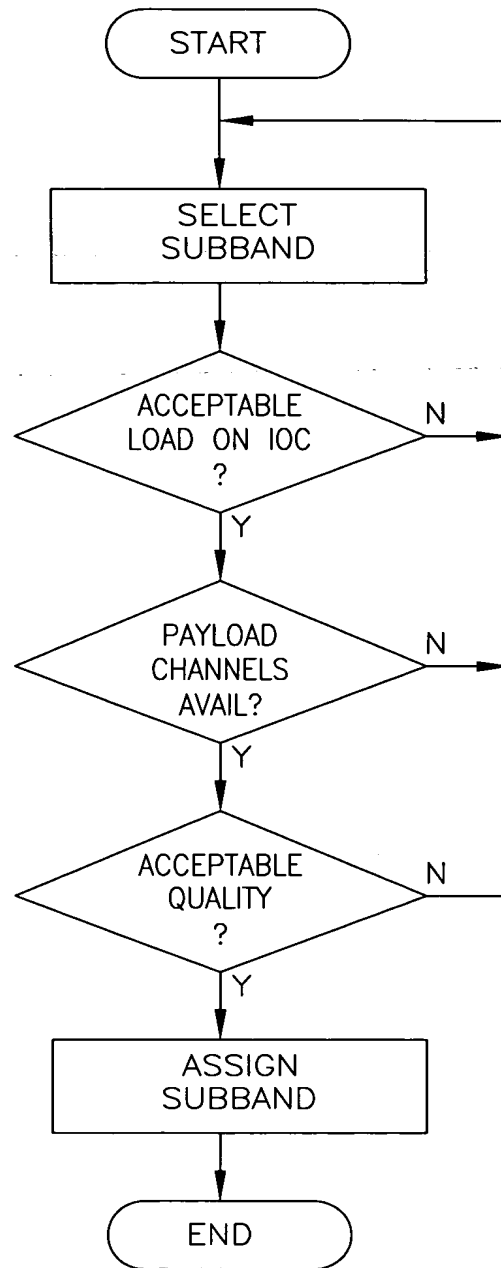 START
SELECT
SUBBAND
ACCEPTABLE
LOAD ON IOC
?
N
Y
PAYLOAD
CHANNELS
AVAIL?
N
Y
ACCEPTABLE
QUALITY
?
N
Y
ASSIGN
SUBBAND
END